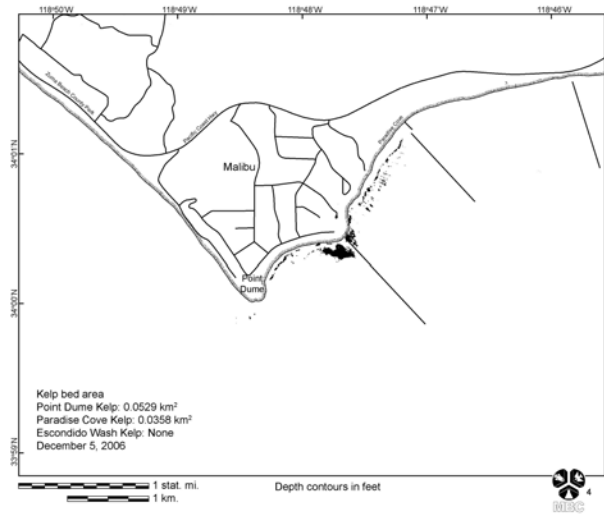 118°50'W 118°49'W 118°48'W 118°47'W 118°46'W
Zuma Beach County Park
Pacific Coast Hwy
Paradise Cove
34°01'N
Malibu
Point
Dume
34°00'N
33°59'N
Kelp bed area
Point Dume Kelp: 0.0529 km²
Paradise Cove Kelp: 0.0358 km²
Escondido Wash Kelp: None
December 5, 2006
1 stat. mi.
1 km.
Depth contours in feet
4
MBC